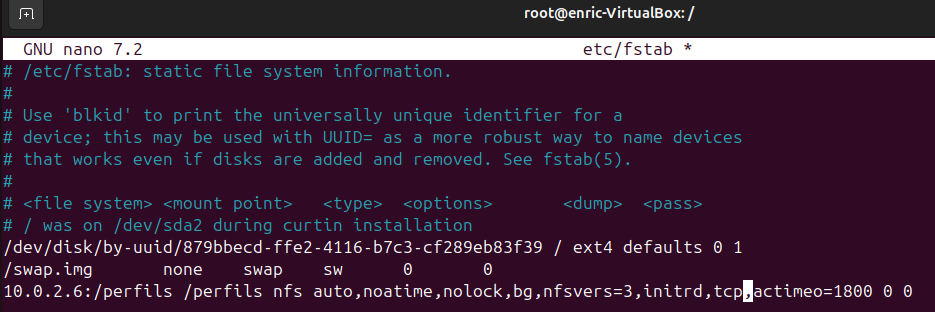 root@enric-VirtualBox: /
GNU nano 7.2 etc/fstab *
# /etc/fstab: static file system information.
#
# Use 'blkid' to print the universally unique identifier for a
# device; this may be used with UUID= as a more robust way to name devices
# that works even if disks are added and removed. See fstab(5).
#
# <file system> <mount point> <type> <options> <dump> <pass>
# / was on /dev/sda2 during curtin installation
/dev/disk/by-uuid/879bbecd-ffe2-4116-b7c3-cf289eb83f39 / ext4 defaults 0 1
/swap.img none swap sw 0 0
10.0.2.6:/perfils /perfils nfs auto,noatime,nolock,bg,nfsvers=3,initrd,tcp,actimeo=1800 0 0